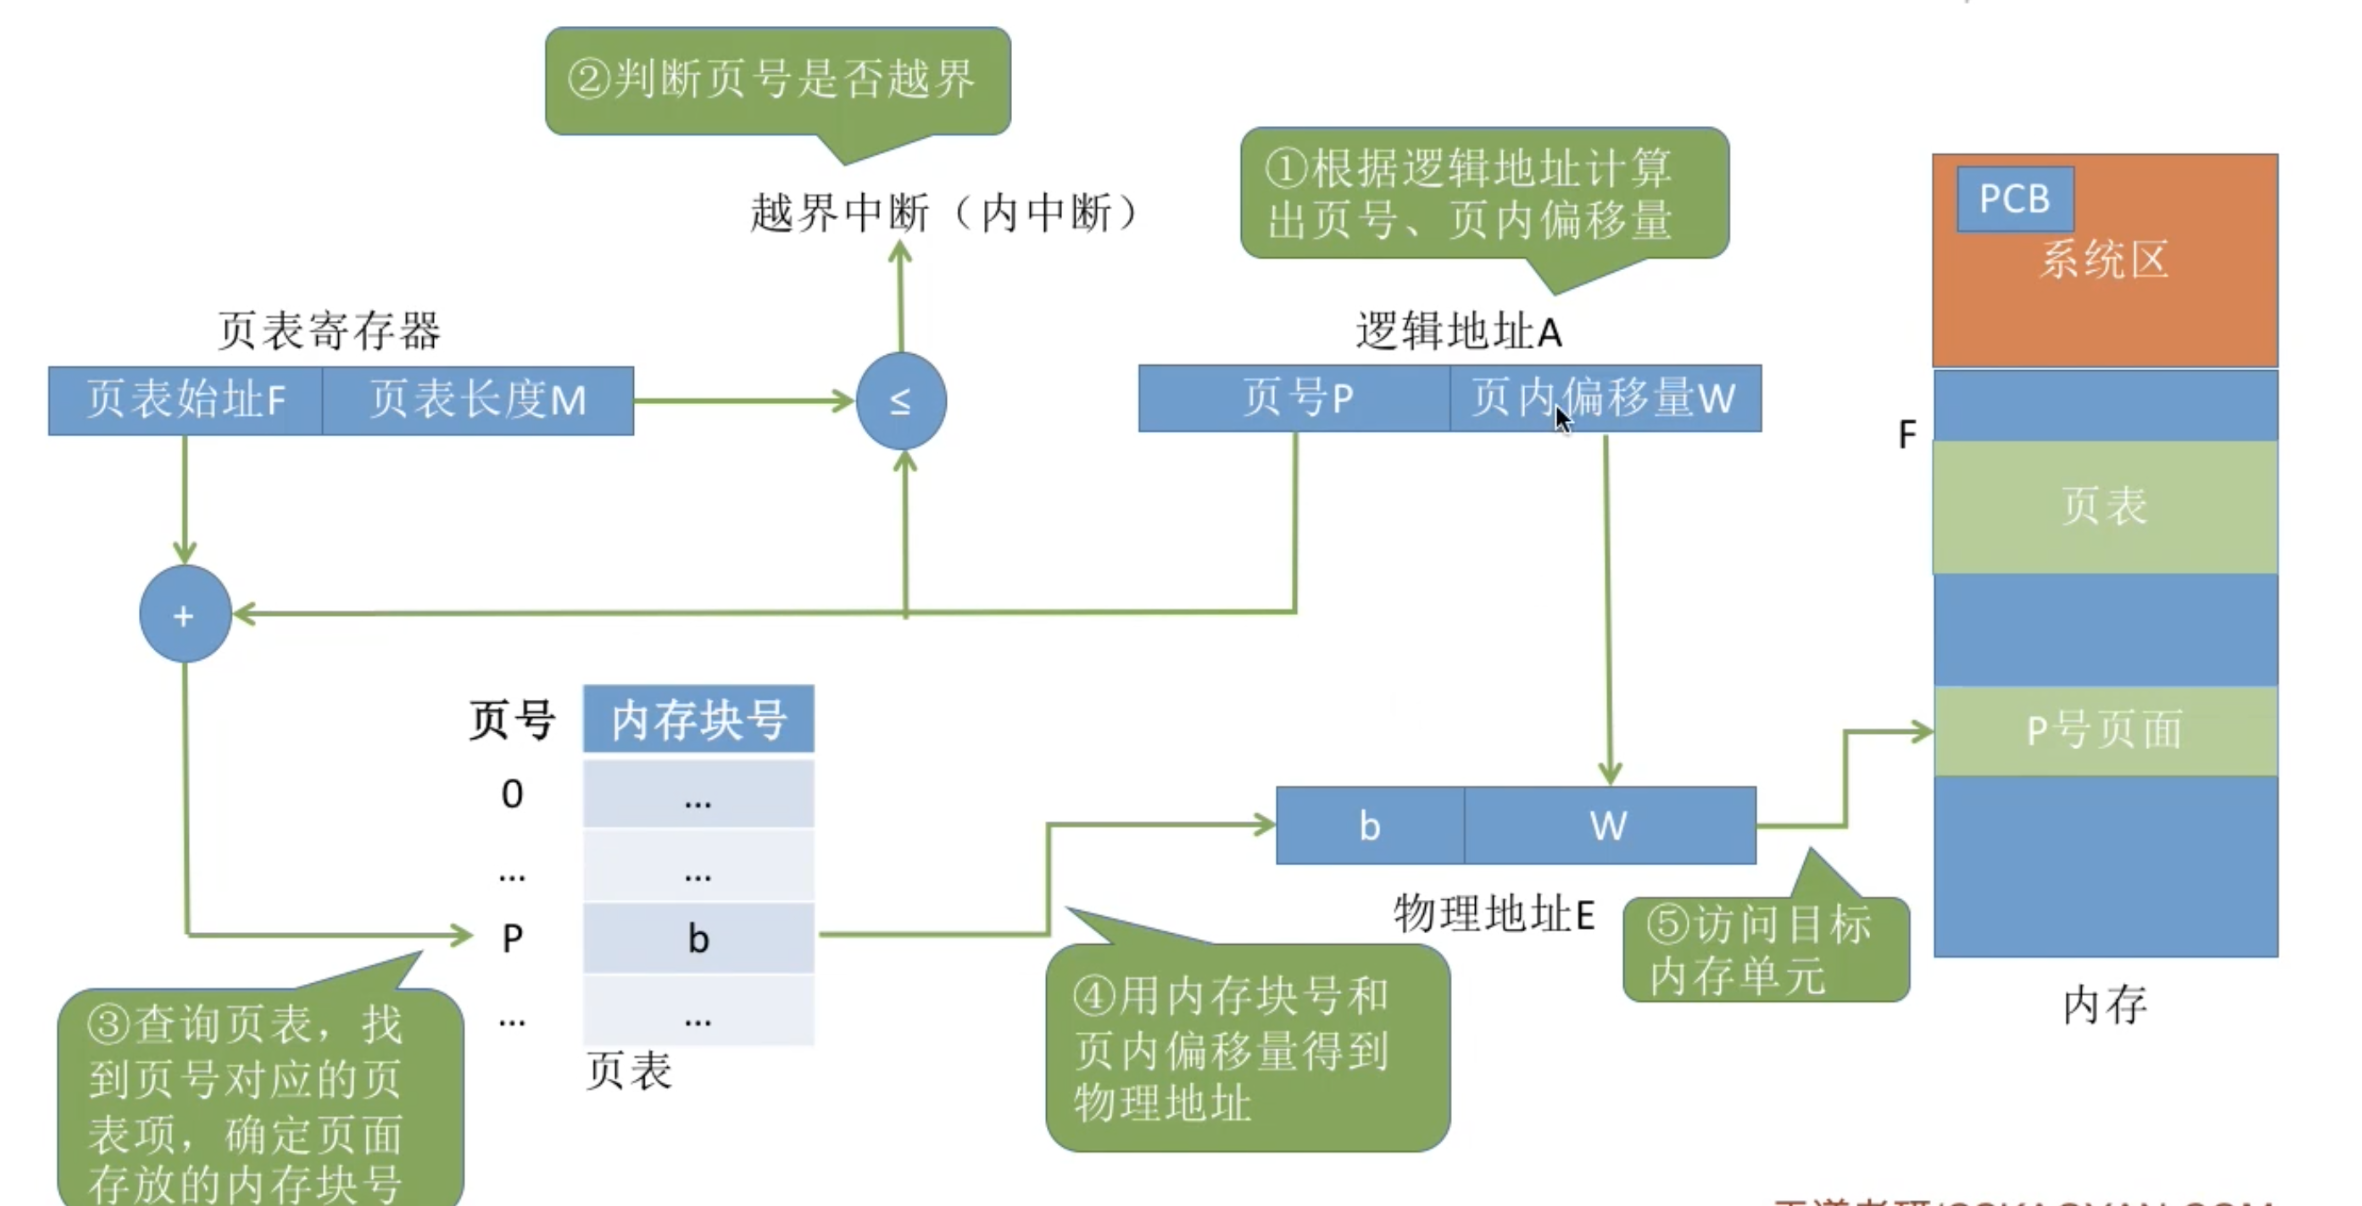 ②判断页号是否越界
①根据逻辑地址计算
出页号、页内偏移量
PCB
系统区
越界中断（内中断）
页表寄存器
逻辑地址A
页表始址F
页表长度M
≤
页号P
页内偏移量W
F
页表
+
页号
内存块号
0
...
...
...
P
b
...
...
页表
P号页面
b
W
物理地址E
③查询页表，找
到页号对应的页
表项，确定页面
存放的内存块号
④用内存块号和
页内偏移量得到
物理地址
⑤访问目标
内存单元
内存